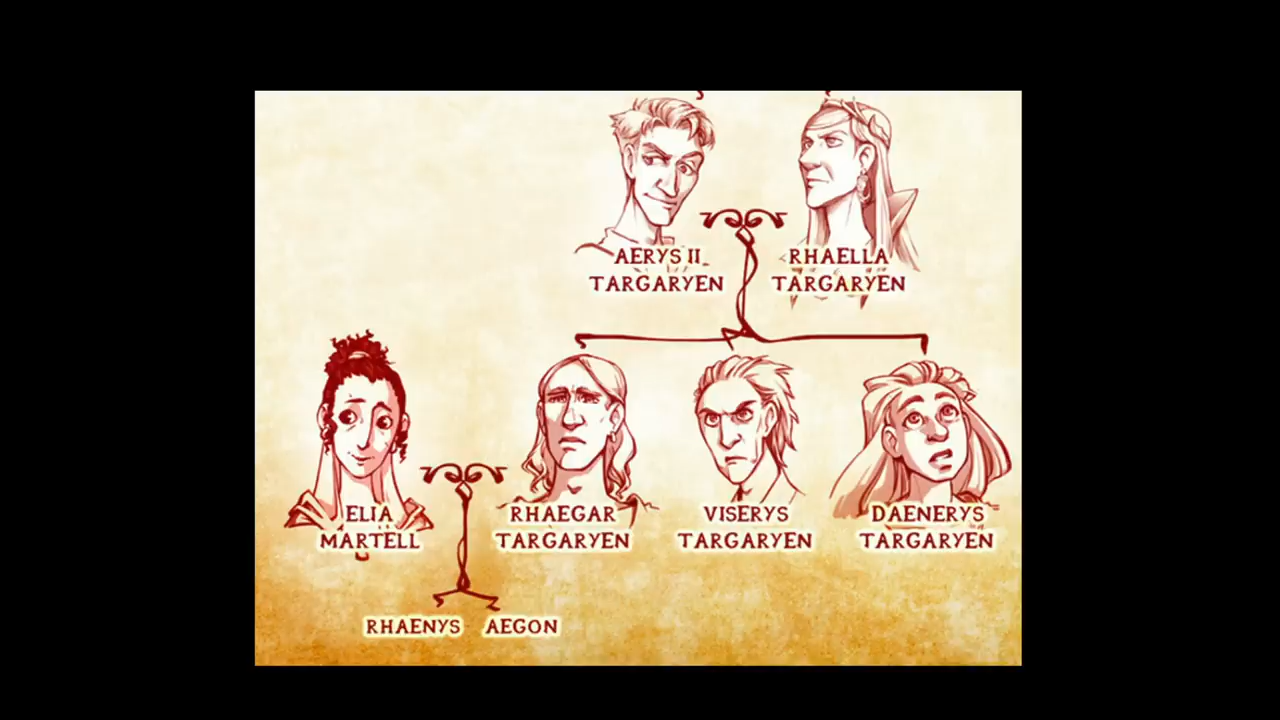 AERYS II
TARGARYEN
RHAELLA
TARGARYEN
ELIA
MARTELL
RHAEGAR
TARGARYEN
VISERYS
TARGARYEN
DAENERYS
TARGARYEN
RHAENYS
AEGON